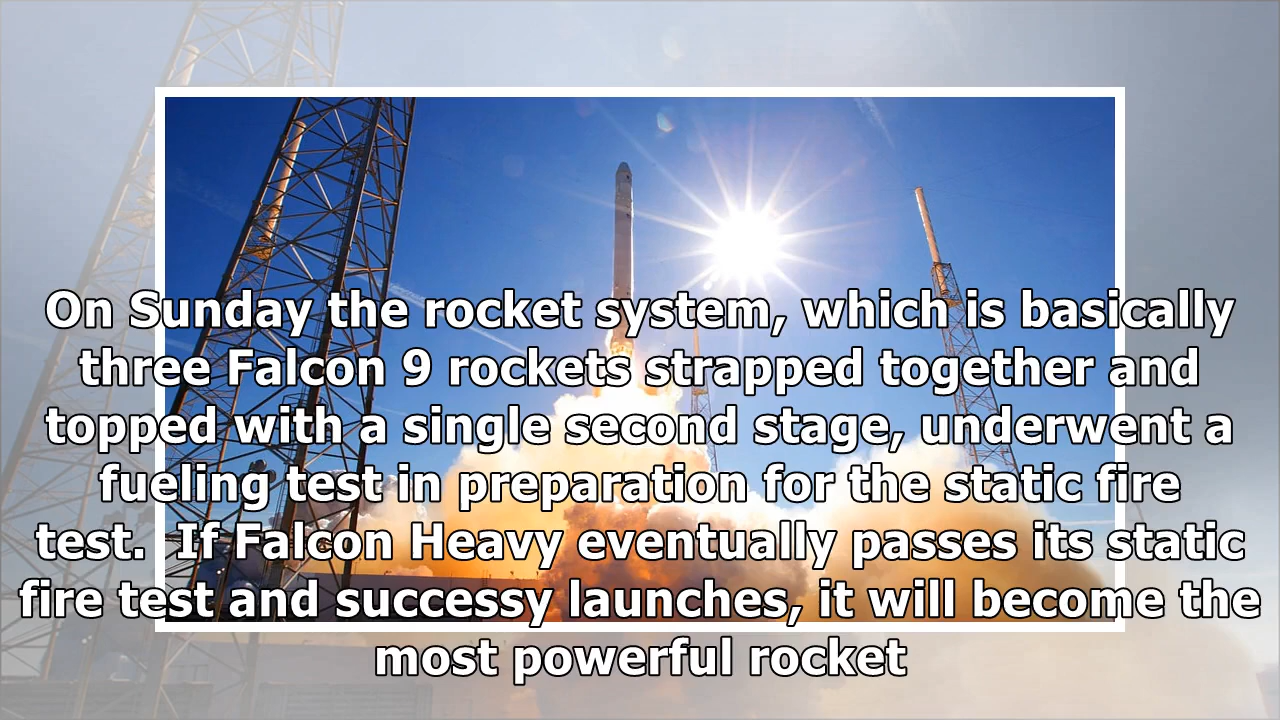 On Sunday the rocket system, which is basically
three Falcon 9 rockets strapped together and
topped with a single second stage, underwent a
fueling test in preparation for the static fire
test.  If Falcon Heavy eventually passes its static
fire test and successy launches, it will become the
most powerful rocket